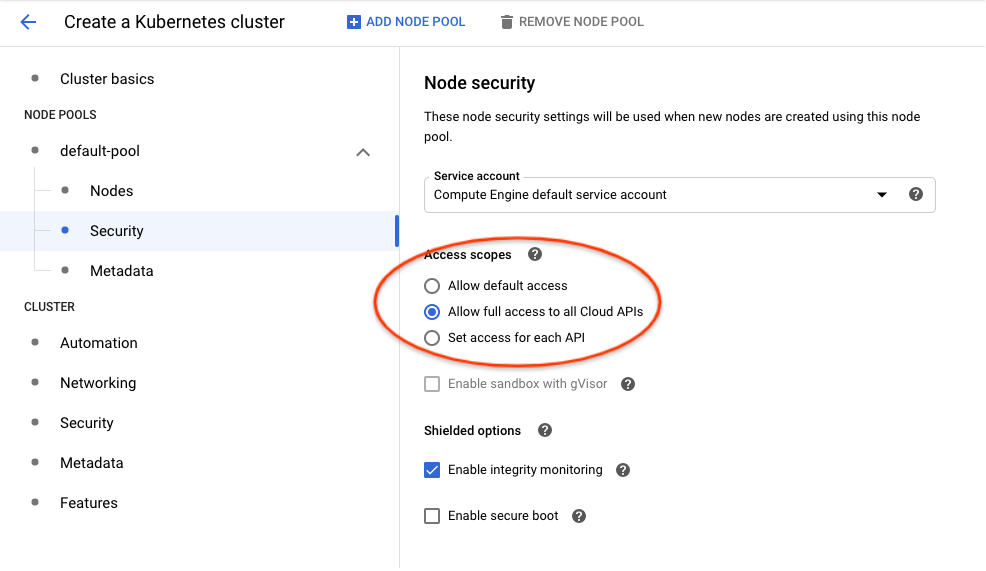 Create a Kubernetes cluster
ADD NODE POOL
REMOVE NODE POOL
Cluster basics
NODE POOLS
default-pool
Nodes
Security
Metadata
CLUSTER
Automation
Networking
Security
Metadata
Features
Node security
These node security settings will be used when new nodes are created using this node
pool.
Service account
Compute Engine default service account
Access scopes
Allow default access
Allow full access to all Cloud APIs
Set access for each API
Enable sandbox with gVisor
Shielded options
Enable integrity monitoring
Enable secure boot